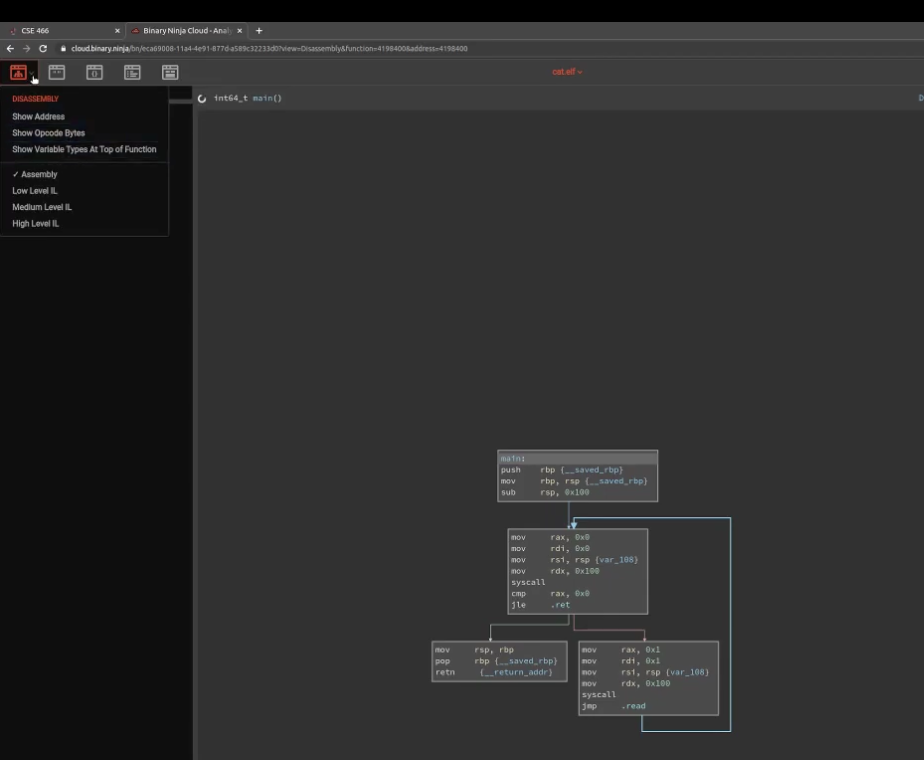 CSE 466
Binary Ninja Cloud - Anal
cloud.binary.ninja/bn/eca69008-11a4-4e91-877d-a589c32233d0?view=Disassembly&function=4198400&address=4198400
cat.elf
DISASSEMBLY
Show Address
Show Opcode Bytes
Show Variable Types At Top of Function
✓ Assembly
Low Level IL
Medium Level IL
High Level IL
int64_t main()
D
main:
push rbp {__saved_rbp}
mov rbp, rsp {__saved_rbp}
sub rsp, 0x100
mov rax, 0x0
mov rdi, 0x0
mov rsi, rsp {var_108}
mov rdx, 0x100
syscall
cmp rax, 0x0
jle .ret
mov rsp, rbp
pop rbp {__saved_rbp}
retn {__return_addr}
mov rax, 0x1
mov rdi, 0x1
mov rsi, rsp {var_108}
mov rdx, 0x100
syscall
jmp .read